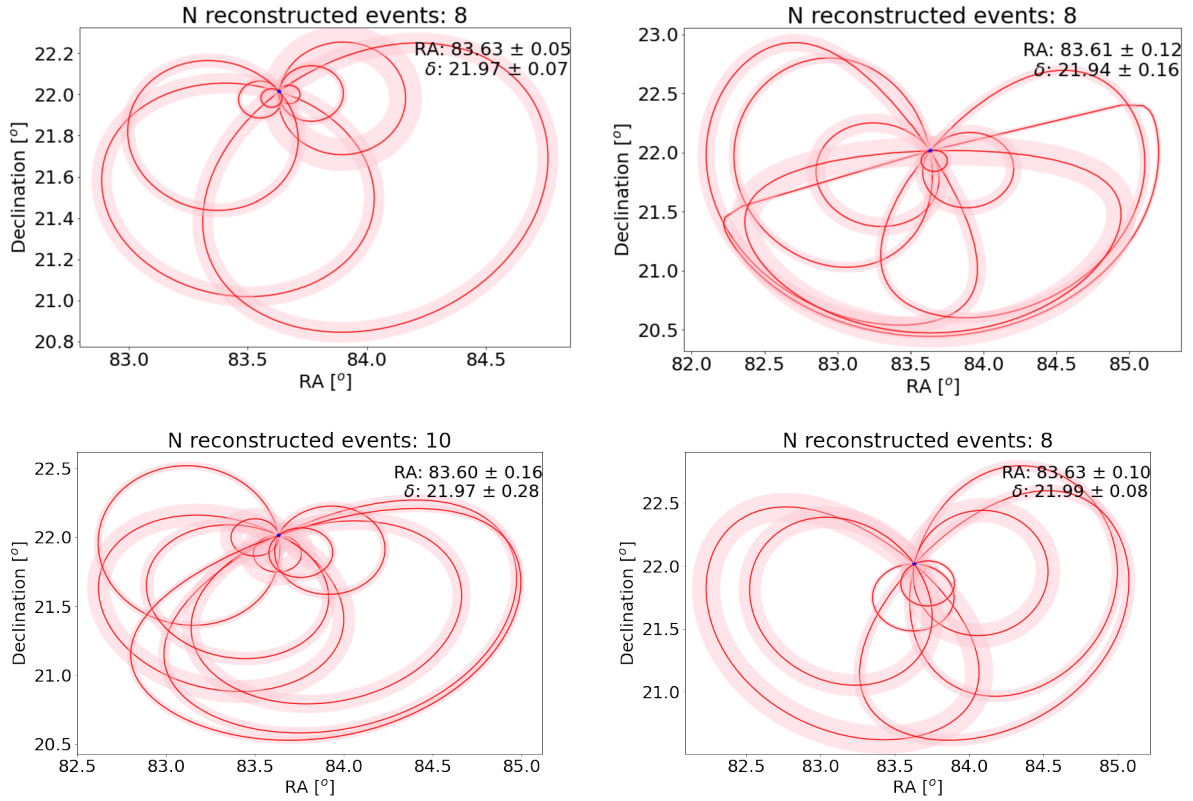 N reconstructed events: 8
RA: 83.63 ± 0.05
δ: 21.97 ± 0.07
22.2
22.0
21.8
21.6
21.4
21.2
21.0
20.8
Declination [°]
83.0 83.5 84.0 84.5
RA [°]
N reconstructed events: 8
RA: 83.61 ± 0.12
δ: 21.94 ± 0.16
23.0
22.5
22.0
21.5
21.0
20.5
Declination [°]
82.0 82.5 83.0 83.5 84.0 84.5 85.0
RA [°]
N reconstructed events: 10
RA: 83.60 ± 0.16
δ: 21.97 ± 0.28
22.5
22.0
21.5
21.0
20.5
Declination [°]
82.5 83.0 83.5 84.0 84.5 85.0
RA [°]
N reconstructed events: 8
RA: 83.63 ± 0.10
δ: 21.99 ± 0.08
22.5
22.0
21.5
21.0
Declination [°]
82.5 83.0 83.5 84.0 84.5 85.0
RA [°]